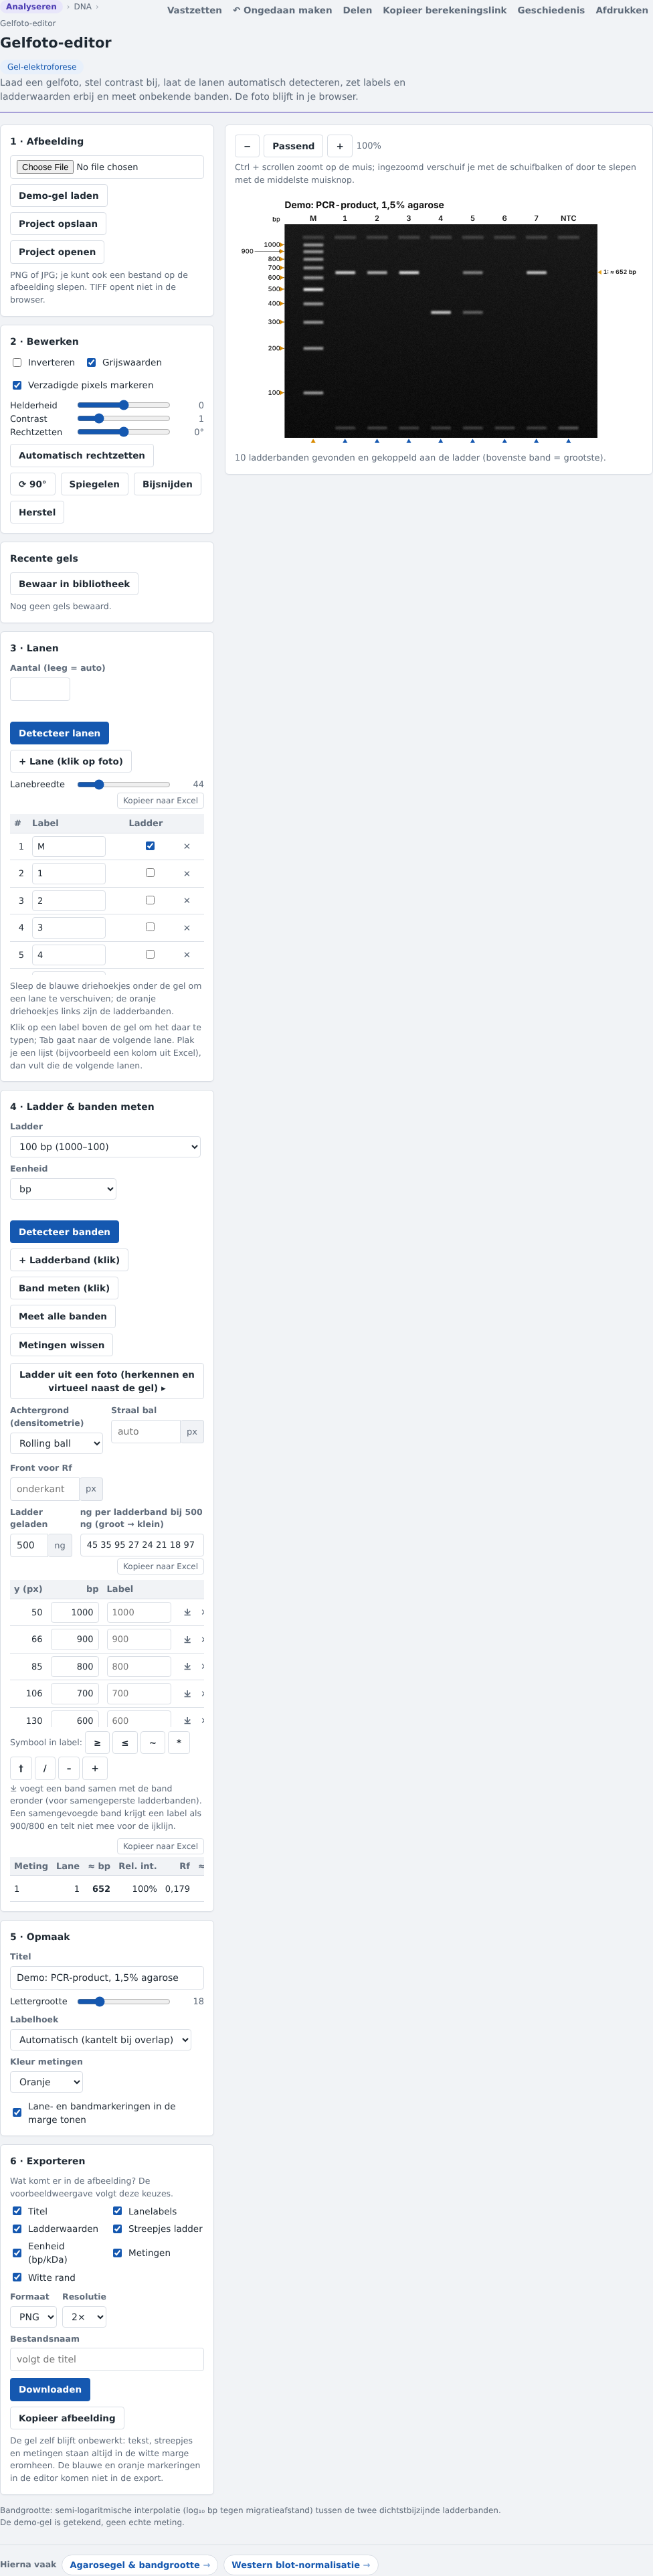 Analyseren › DNA ›
Gelfoto-editor
Vastzetten ↶ Ongedaan maken Delen Kopieer berekeningslink Geschiedenis Afdrukken
Gelfoto-editor
Gel-elektroforese
Laad een gelfoto, stel contrast bij, laat de lanen automatisch detecteren, zet labels en
ladderwaarden erbij en meet onbekende banden. De foto blijft in je browser.
1 · Afbeelding
Choose File No file chosen
Demo-gel laden
Project opslaan
Project openen
PNG of JPG; je kunt ook een bestand op de
afbeelding slepen. TIFF opent niet in de
browser.
2 · Bewerken
Inverteren Grijswaarden
Verzadigde pixels markeren
Helderheid 0
Contrast 1
Rechtzetten 0°
Automatisch rechtzetten
⟳ 90° Spiegelen Bijsnijden
Herstel
Recente gels
Bewaar in bibliotheek
Nog geen gels bewaard.
3 · Lanen
Aantal (leeg = auto)
Detecteer lanen
+ Lane (klik op foto)
Lanebreedte 44
Kopieer naar Excel
# Label Ladder
1 M ×
2 1 ×
3 2 ×
4 3 ×
5 4 ×
Sleep de blauwe driehoekjes onder de gel om
een lane te verschuiven; de oranje
driehoekjes links zijn de ladderbanden.
Klik op een label boven de gel om het daar te
typen; Tab gaat naar de volgende lane. Plak
je een lijst (bijvoorbeeld een kolom uit Excel),
dan vult die de volgende lanen.
4 · Ladder & banden meten
Ladder
100 bp (1000–100)
Eenheid
bp
Detecteer banden
+ Ladderband (klik)
Band meten (klik)
Meet alle banden
Metingen wissen
Ladder uit een foto (herkennen en
virtueel naast de gel) ▸
Achtergrond
(densitometrie)
Rolling ball
Straal bal
auto px
Front voor Rf
onderkant px
Ladder
geladen
500 ng
ng per ladderband bij 500
ng (groot → klein)
45 35 95 27 24 21 18 97
Kopieer naar Excel
y (px) bp Label
50 1000 1000
66 900 900
85 800 800
106 700 700
130 600 600
Symbool in label: ≥ ≤ ~ *
† / – +
⤓ voegt een band samen met de band
eronder (voor samengeperste ladderbanden).
Een samengevoegde band krijgt een label als
900/800 en telt niet mee voor de ijklijn.
Kopieer naar Excel
Meting Lane ≈ bp Rel. int. Rf ≈
1 1 652 100% 0,179
5 · Opmaak
Titel
Demo: PCR-product, 1,5% agarose
Lettergrootte 18
Labelhoek
Automatisch (kantelt bij overlap)
Kleur metingen
Oranje
Lane- en bandmarkeringen in de
marge tonen
6 · Exporteren
Wat komt er in de afbeelding? De
voorbeeldweergave volgt deze keuzes.
Titel Lanelabels
Ladderwaarden Streepjes ladder
Eenheid
(bp/kDa)
Metingen
Witte rand
Formaat Resolutie
PNG 2×
Bestandsnaam
volgt de titel
Downloaden
Kopieer afbeelding
De gel zelf blijft onbewerkt: tekst, streepjes
en metingen staan altijd in de witte marge
eromheen. De blauwe en oranje markeringen
in de editor komen niet in de export.
− Passend + 100%
Ctrl + scrollen zoomt op de muis; ingezoomd verschuif je met de schuifbalken of door te slepen
met de middelste muisknop.
Demo: PCR-product, 1,5% agarose
bp M 1 2 3 4 5 6 7 NTC
1000
900
800
700
600
500
400
300
200
100
1: ≈ 652 bp
10 ladderbanden gevonden en gekoppeld aan de ladder (bovenste band = grootste).
Bandgrootte: semi-logaritmische interpolatie (log₁₀ bp tegen migratieafstand) tussen de twee dichtstbijzijnde ladderbanden.
De demo-gel is getekend, geen echte meting.
Hierna vaak Agarosegel & bandgrootte → Western blot-normalisatie →